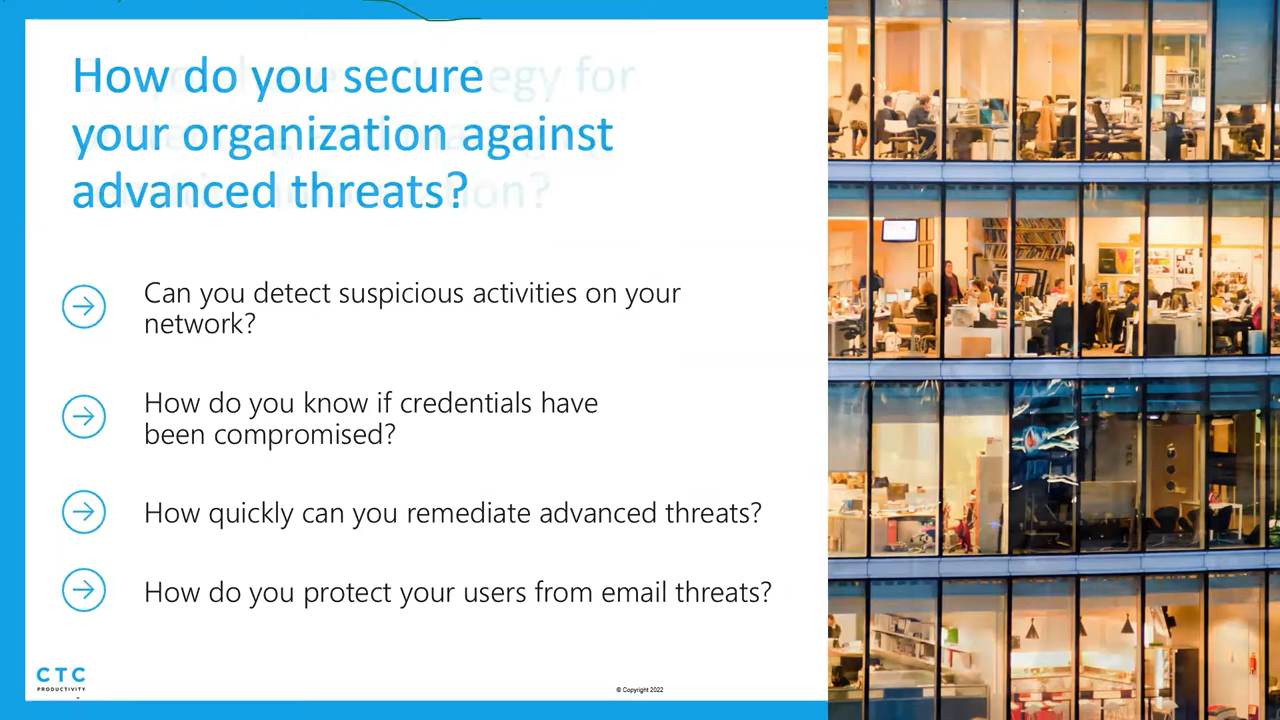 How do you secure
your organization against
advanced threats?
Can you detect suspicious activities on your
network?
How do you know if credentials have
been compromised?
How quickly can you remediate advanced threats?
How do you protect your users from email threats?
CTC
PRODUCTIVITY
© Copyright 2022